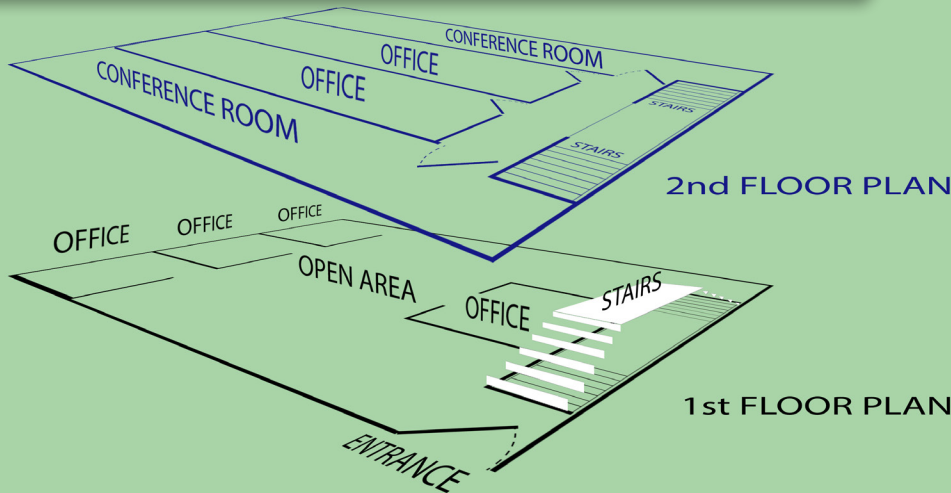 CONFERENCE ROOM
OFFICE
OFFICE
CONFERENCE ROOM
STAIRS
STAIRS
2nd FLOOR PLAN
OFFICE
OFFICE
OFFICE
OPEN AREA
OFFICE
STAIRS
1st FLOOR PLAN
ENTRANCE